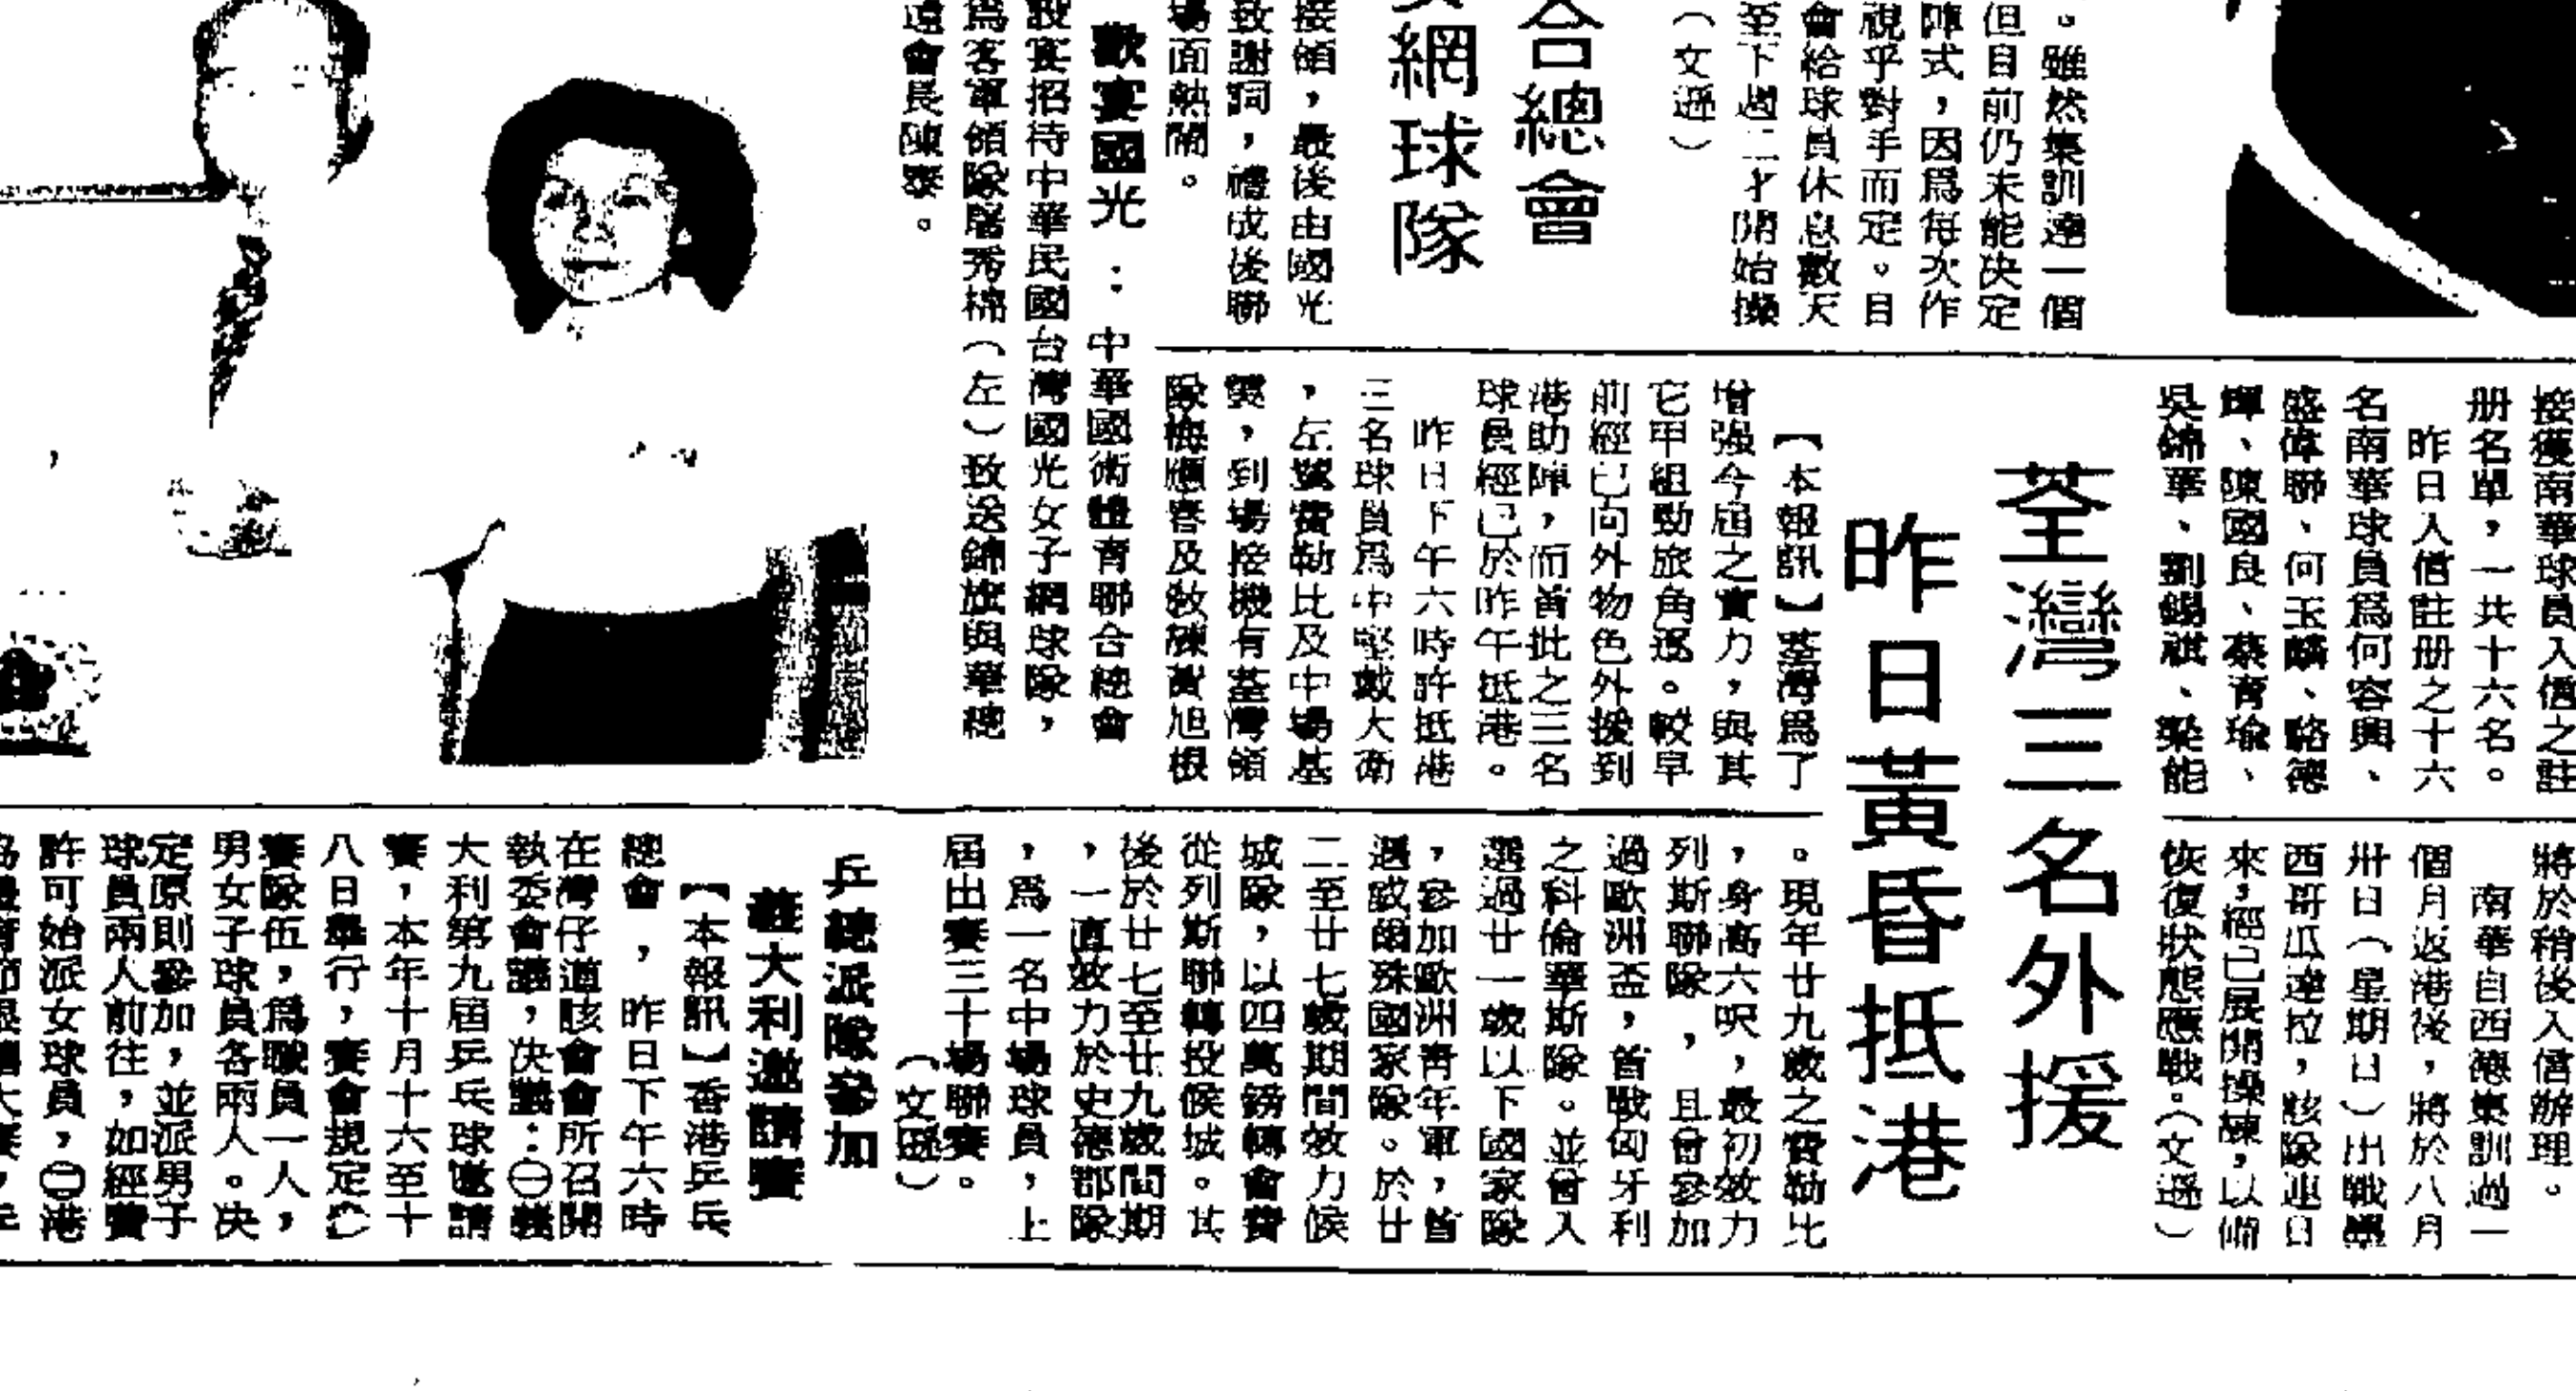 。雖然集訓達一個
但目前仍未能決定
陣式，因爲每次作
視乎對手而定。目
會給球員休息數天
至下週二才開始操
（文遜）
合總會
網球隊
接領，最後由國光
致謝詞，禮成後聯
場面熱鬧。
歡宴國光：中華國術體育聯合總會
設宴招待中華民國台灣國光女子網球隊，
爲客軍領隊 秀棉（左）致送錦旗與華總
會長陳
接獲南華球員入信之註
册名單，一共十六名。
昨日入信註册之十六
名南華球員爲何容興、
盛偉聯、何玉麟、駱德
輝、陳國良、蔡育瑜、
吳錦華、劉錫祺、梁能
將於稍後入信辦理。
南華自西德集訓過一
個月返港後，將於八月
卅日（星期日）出戰墨
西哥瓜達拉，該隊連日
來，經已展開操練，以備
恢復狀態應戰。（文遜）
荃灣三名外援
昨日黃昏抵港
【本報訊】荃灣爲了
增强今屆之實力，與其
它甲組勁旅角逐。較早
前經已向外物色外援到
港助陣，而首批之三名
球員經已於昨午抵港。
昨日下午六時許抵港
三名球員爲中堅戴大衛
，左翼費勒比及中場基
雲，到場接機有荃灣領
隊梅順春及教練黃旭根
。現年廿九歲之費勒比
，身高六呎，最初效力
列斯聯隊，且曾參加
過歐洲盃，首戰匈牙利
之科倫華斯隊。並曾入
選過廿一歲以下國家隊
，參加歐洲青年軍，首
遇波蘭殊國家隊。於廿
二至廿七歲期間效力候
城隊，以四萬鎊轉會費
從列斯聯轉投候城。其
後於廿七至廿九歲間期
，一直效力於史德郡隊
，爲一名中場球員，上
屆出賽三十場聯賽。
（文遜）
乒總派隊參加
義大利邀請賽
【本報訊】香港乒乓
總會，昨日下午六時
在灣仔道該會會所召開
執委會議，決議：㊀義
大利第九屆乒乓球邀請
賽，本年十月十六至十
八日舉行，賽會規定
賽隊伍，爲職員一人，
男女子球員各兩人。決
定原則參加，並派男子
球員兩人前往，如經費
許可始派女球員，㊁港